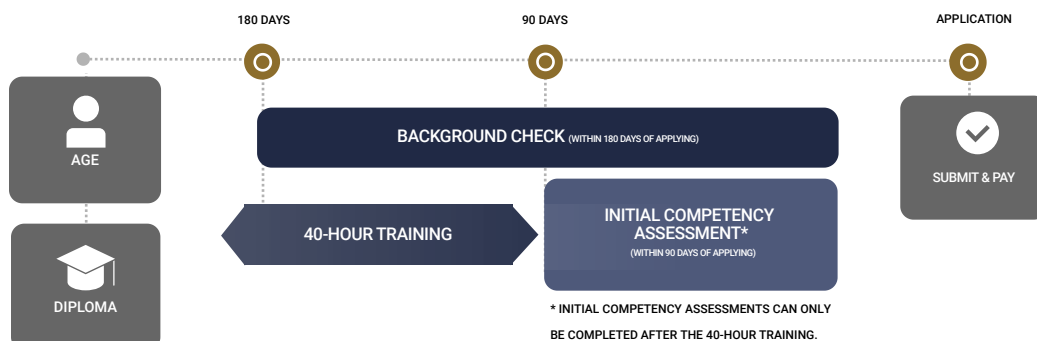 180 DAYS
90 DAYS
APPLICATION
AGE
DIPLOMA
BACKGROUND CHECK (WITHIN 180 DAYS OF APPLYING)
40-HOUR TRAINING
INITIAL COMPETENCY
ASSESSMENT*
(WITHIN 90 DAYS OF APPLYING)
* INITIAL COMPETENCY ASSESSMENTS CAN ONLY
BE COMPLETED AFTER THE 40-HOUR TRAINING.
SUBMIT & PAY